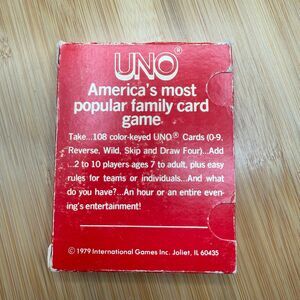 UNO®
America's most
popular family card
game.
Take...108 color-keyed UNO® Cards (0-9,
Reverse, Wild, Skip and Draw Four)...Add
...2 to 10 players ages 7 to adult, plus easy
rules for teams or individuals...And what
do you have?...An hour or an entire even-
ing's entertainment!
© 1979 International Games Inc. Joliet, IL 60435